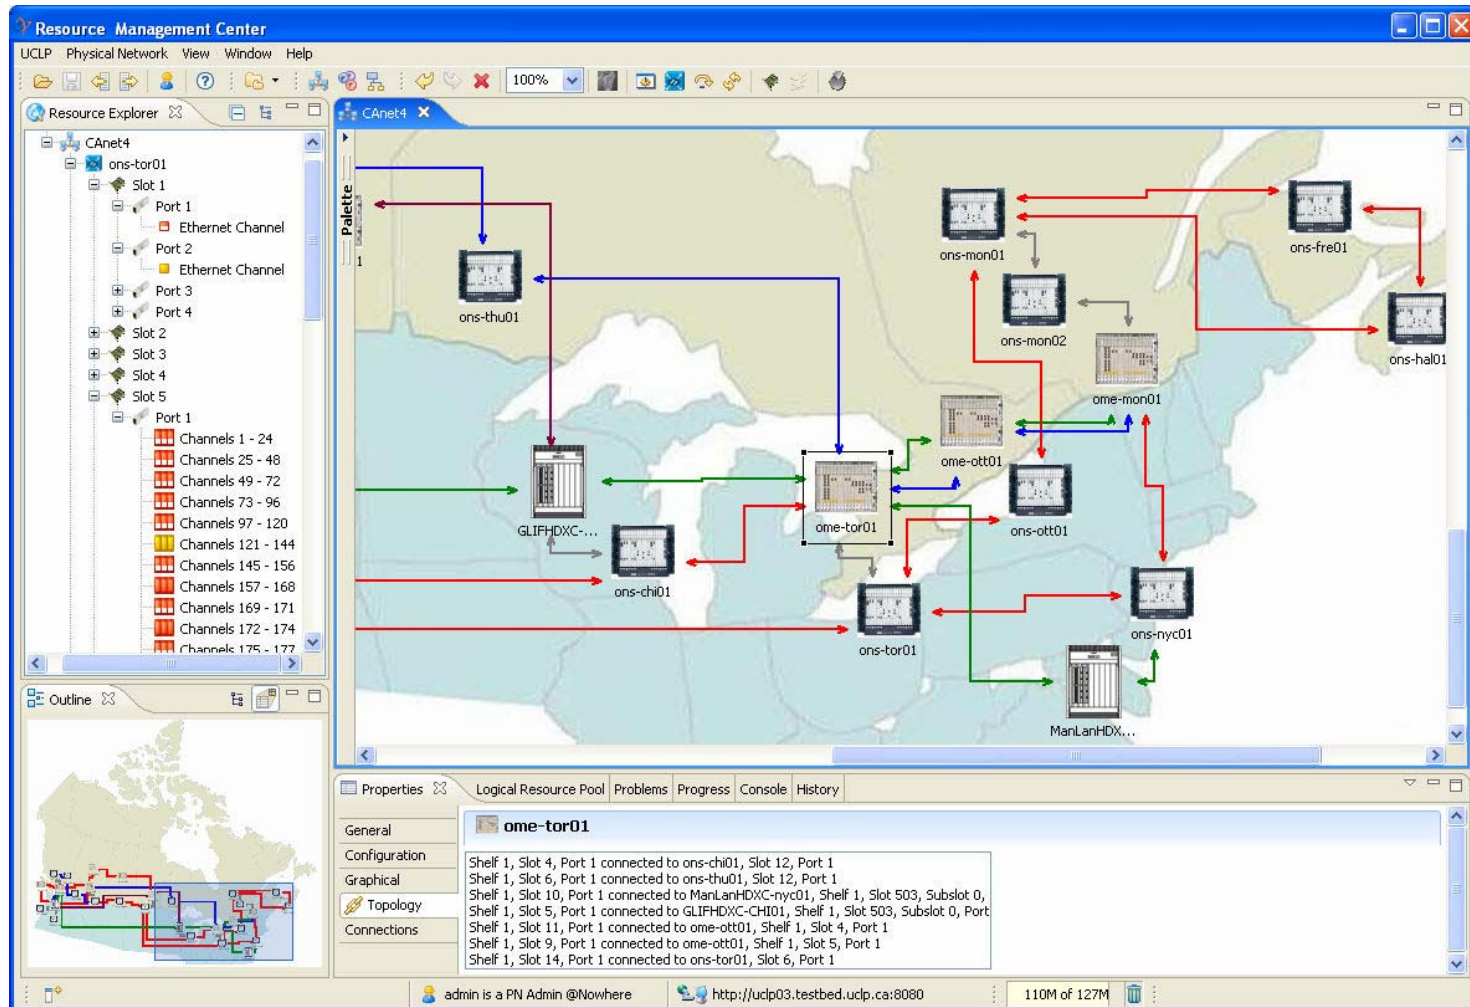 Resource Management Center
UCLP Physical Network View Window Help
100%
Resource Explorer
CAnet4
ons-tor01
Slot 1
Port 1
Ethernet Channel
Port 2
Ethernet Channel
Port 3
Port 4
Slot 2
Slot 3
Slot 4
Slot 5
Port 1
Channels 1 - 24
Channels 25 - 48
Channels 49 - 72
Channels 73 - 96
Channels 97 - 120
Channels 121 - 144
Channels 145 - 156
Channels 157 - 168
Channels 169 - 171
Channels 172 - 174
Channels 175 - 177
Outline
CAnet4
Palette
1
ons-thu01
ons-mon01
ons-fre01
ons-mon02
ons-hal01
ome-mon01
ome-ott01
GLIFHDXC-...
ome-tor01
ons-ott01
ons-chi01
ons-tor01
ons-nyc01
ManLanHDX...
Properties Logical Resource Pool Problems Progress Console History
General
Configuration
Graphical
Topology
Connections
ome-tor01
Shelf 1, Slot 4, Port 1 connected to ons-chi01, Slot 12, Port 1
Shelf 1, Slot 6, Port 1 connected to ons-thu01, Slot 12, Port 1
Shelf 1, Slot 10, Port 1 connected to ManLanHDXC-nyc01, Shelf 1, Slot 503, Subslot 0,
Shelf 1, Slot 5, Port 1 connected to GLIFHDXC-CHI01, Shelf 1, Slot 503, Subslot 0, Port
Shelf 1, Slot 11, Port 1 connected to ome-ott01, Shelf 1, Slot 4, Port 1
Shelf 1, Slot 9, Port 1 connected to ome-ott01, Shelf 1, Slot 5, Port 1
Shelf 1, Slot 14, Port 1 connected to ons-tor01, Slot 6, Port 1
admin is a PN Admin @Nowhere
http://uclp03.testbed.uclp.ca:8080
110M of 127M